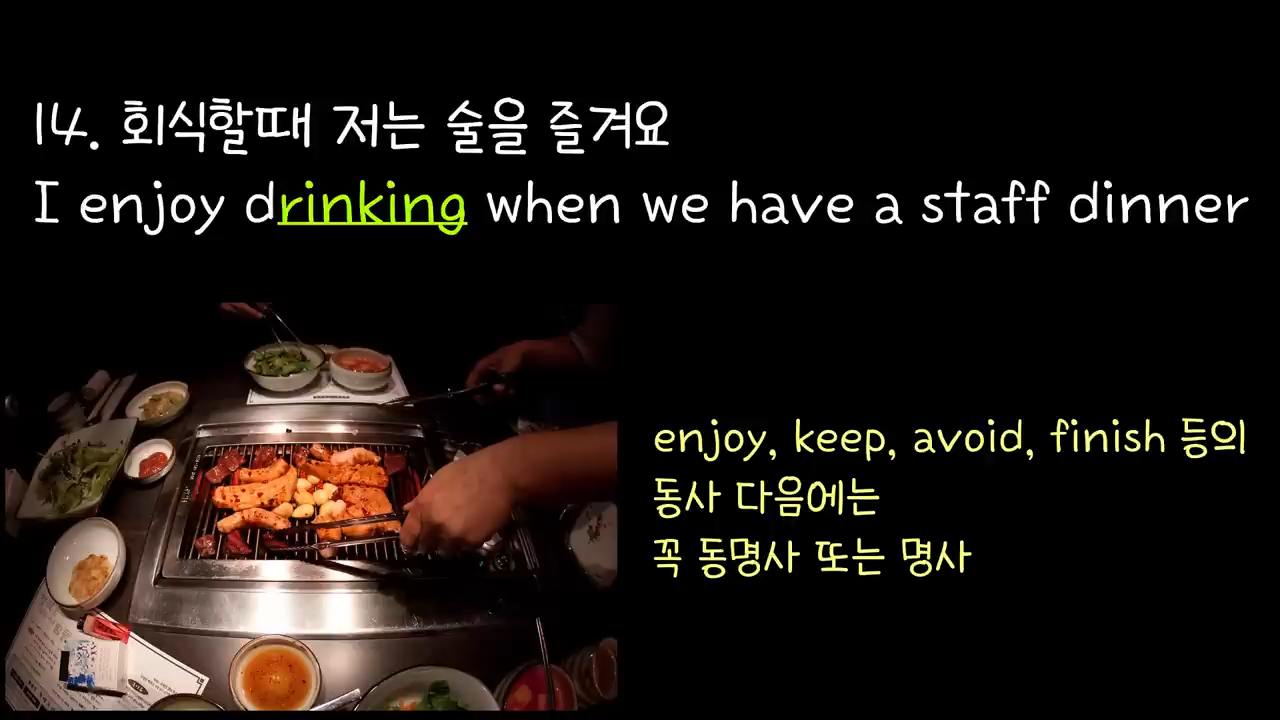 14. 회식할때 저는 술을 즐겨요
I enjoy drinking when we have a staff dinner
enjoy, keep, avoid, finish 등의
동사 다음에는
꼭 동명사 또는 명사